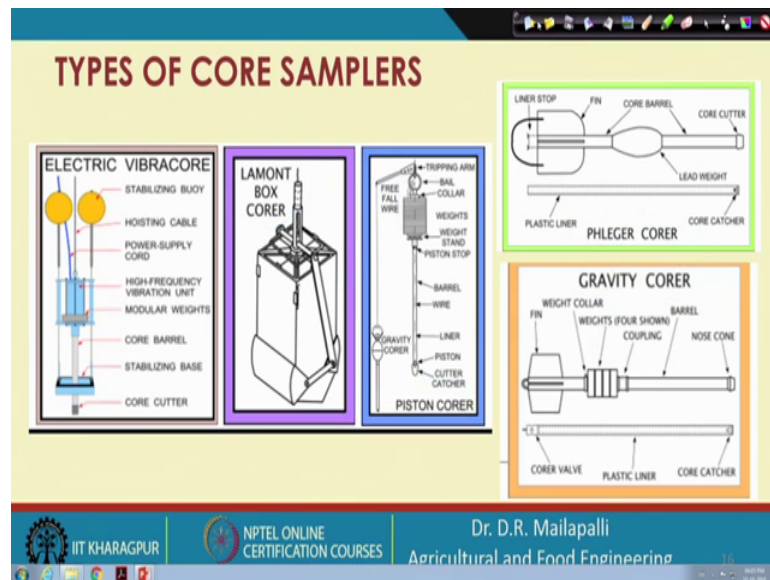 TYPES OF CORE SAMPLERS
ELECTRIC VIBRACORE
STABILIZING BUOY
HOISTING CABLE
POWER-SUPPLY
CORD
HIGH-FREQUENCY
VIBRATION UNIT
MODULAR WEIGHTS
CORE BARREL
STABILIZING BASE
CORE CUTTER
LAMONT
BOX
CORER
TRIPPING ARM
BAIL
COLLAR
FREE
FALL
WIRE
WEIGHTS
WEIGHT
STAND
PISTON STOP
BARREL
WIRE
GRAVITY
CORER
LINER
PISTON
CUTTER
CATCHER
PISTON CORER
LINER STOP
FIN
CORE BARREL
CORE CUTTER
LEAD WEIGHT
PLASTIC LINER
CORE CATCHER
PHLEGER CORER
GRAVITY CORER
WEIGHT COLLAR
BARREL
FIN
WEIGHTS (FOUR SHOWN)
COUPLING
NOSE CONE
CORER VALVE
PLASTIC LINER
CORE CATCHER
IIT KHARAGPUR
NPTEL ONLINE
CERTIFICATION COURSES
Dr. D.R. Mailapalli
Agricultural and Food Engineering
16